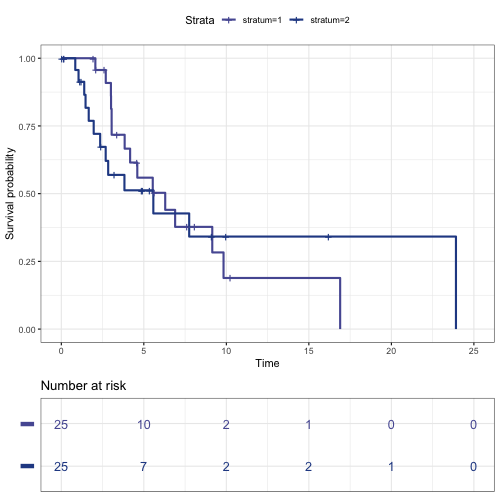 Strata stratum=1 stratum=2
1.00
0.75
0.50
0.25
0.00
Survival probability
0 5 10 15 20 25
Time
Number at risk
25 10 2 1 0 0
25 7 2 2 1 0